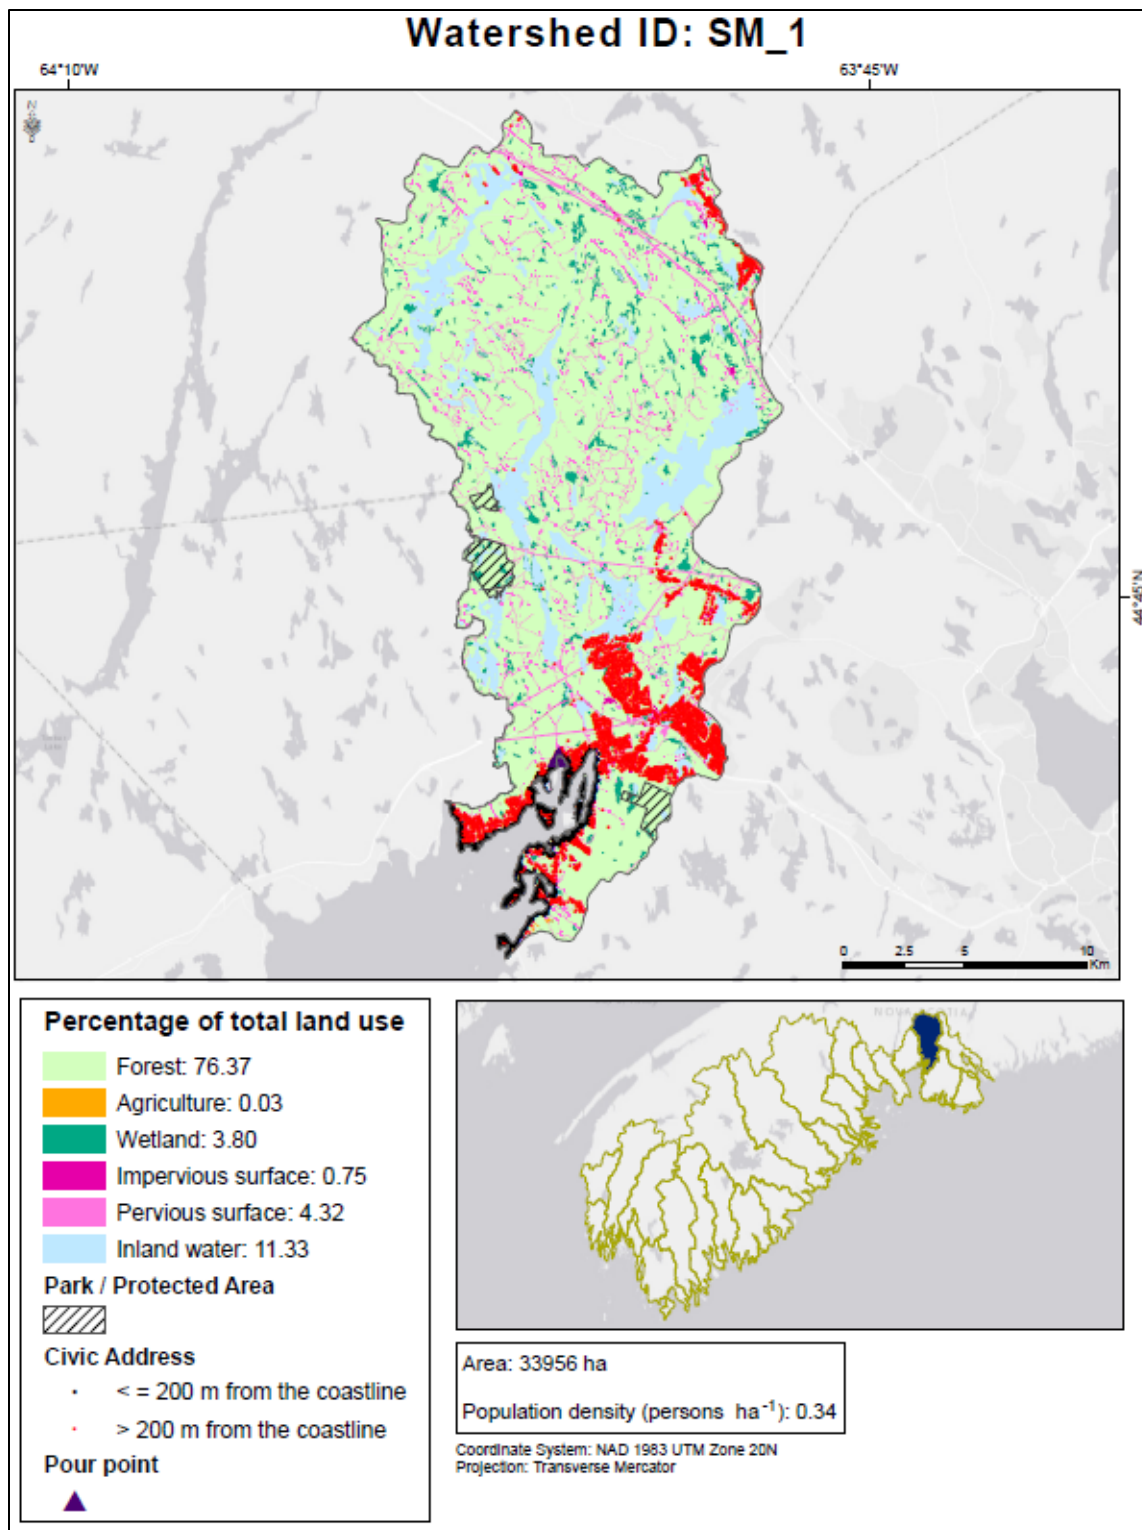 Watershed ID: SM_1
64°10'W
63°45'W
44°45'N
0 2.5 5 10
Km
Percentage of total land use
Forest: 76.37
Agriculture: 0.03
Wetland: 3.80
Impervious surface: 0.75
Pervious surface: 4.32
Inland water: 11.33
Park / Protected Area
Civic Address
< = 200 m from the coastline
> 200 m from the coastline
Pour point
Area: 33956 ha
Population density (persons ha⁻¹): 0.34
Coordinate System: NAD 1983 UTM Zone 20N
Projection: Transverse Mercator